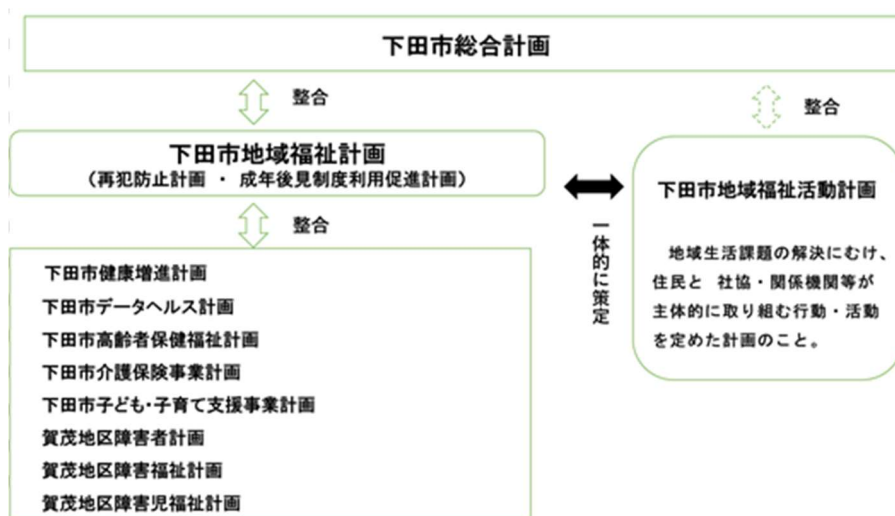 下田市総合計画
整合
整合
下田市地域福祉計画
(再犯防止計画 ・ 成年後見制度利用促進計画)
整合
一体的に策定
下田市地域福祉活動計画
地域生活課題の解決にむけ、
住民と 社協・関係機関等が
主体的に取り組む行動・活動
を定めた計画のこと。
下田市健康増進計画
下田市データヘルス計画
下田市高齢者保健福祉計画
下田市介護保険事業計画
下田市子ども・子育て支援事業計画
賀茂地区障害者計画
賀茂地区障害福祉計画
賀茂地区障害児福祉計画